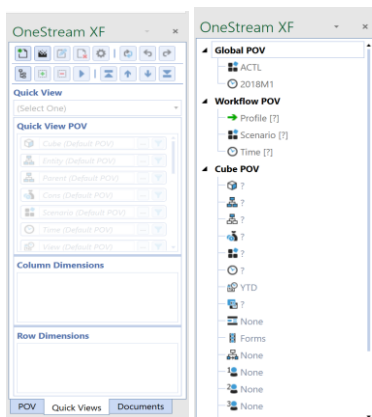 OneStream XF
Quick View
(Select One)
Quick View POV
Cube (Default POV)
Entity (Default POV)
Parent (Default POV)
Cons (Default POV)
Scenario (Default POV)
Time (Default POV)
View (Default POV)
Column Dimensions
Row Dimensions
POV Quick Views Documents
OneStream XF
Global POV
ACTL
2018M1
Workflow POV
Profile [?]
Scenario [?]
Time [?]
Cube POV
?
?
?
?
?
?
YTD
?
None
Forms
None
None
None
None